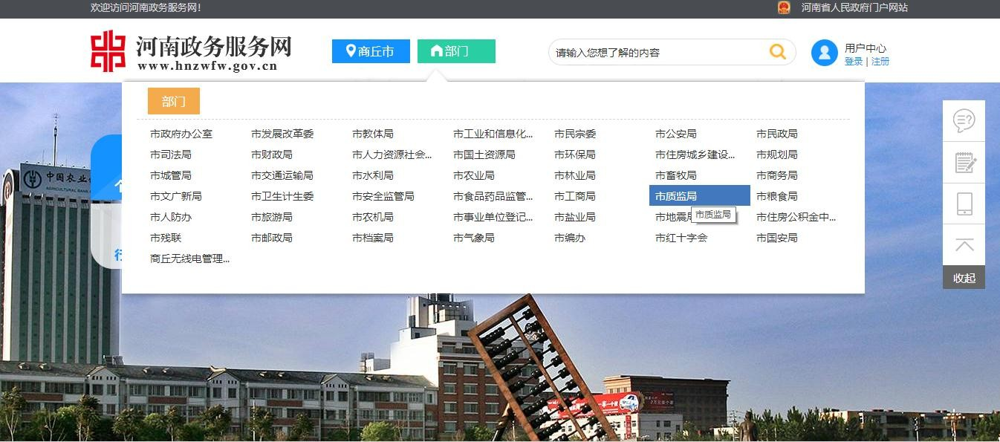 欢迎访问河南政务服务网！
河南省人民政府门户网站
河南政务服务网
www.hnzwfw.gov.cn
商丘市
部门
请输入您想了解的内容
用户中心
登录 | 注册
部门
市政府办公室 市发展改革委 市教体局 市工业和信息化... 市民宗委 市公安局 市民政局
市司法局 市财政局 市人力资源社会... 市国土资源局 市环保局 市住房城乡建设... 市规划局
市城管局 市交通运输局 市水利局 市农业局 市林业局 市畜牧局 市商务局
市文广新局 市卫生计生委 市安全监管局 市食品药品监管... 市工商局 市质监局 市粮食局
市人防办 市旅游局 市农机局 市事业单位登记... 市盐业局 市地震局 市住房公积金中...
市质监局
市残联 市邮政局 市档案局 市气象局 市编办 市红十字会 市国安局
商丘无线电管理...
收起
中国农业
AGRICULTURAL BANK
个
行